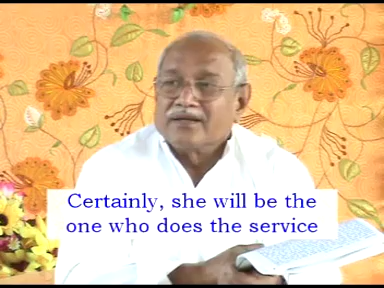 Certainly, she will be the
one who does the service